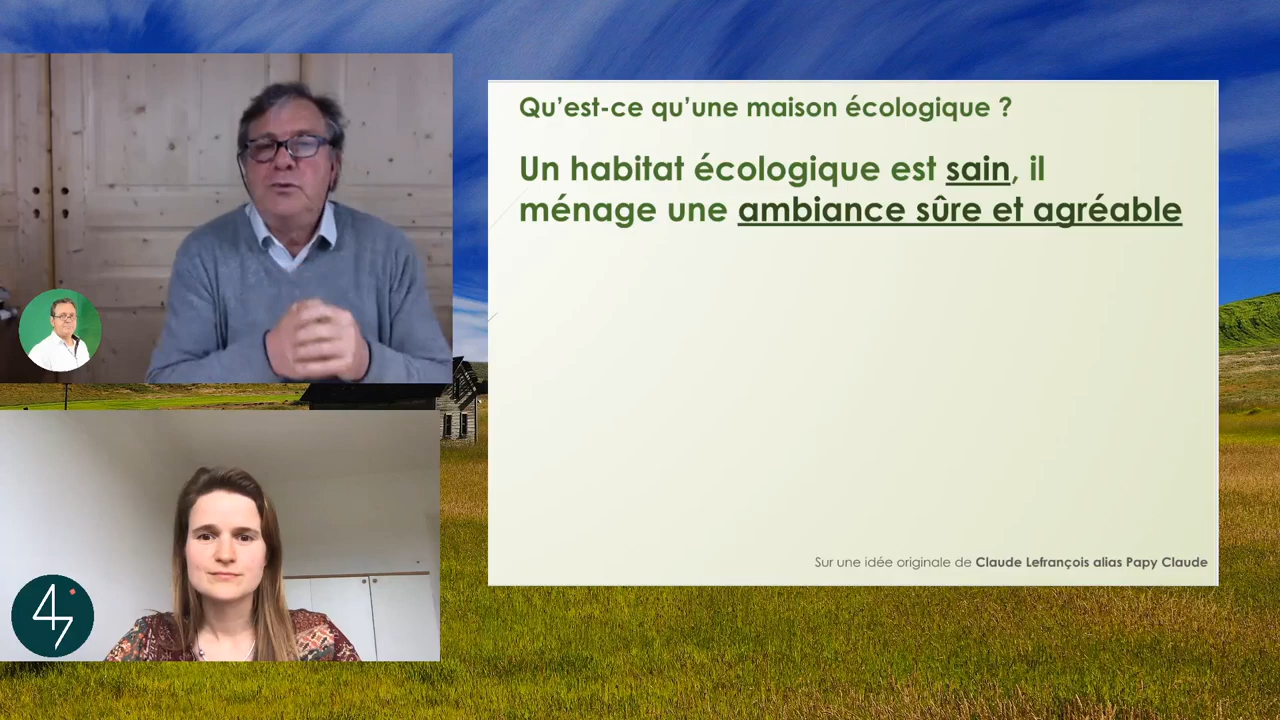 Qu'est-ce qu'une maison écologique ?
Un habitat écologique est sain, il
ménage une ambiance sûre et agréable
Sur une idée originale de Claude Lefrançois alias Papy Claude
47